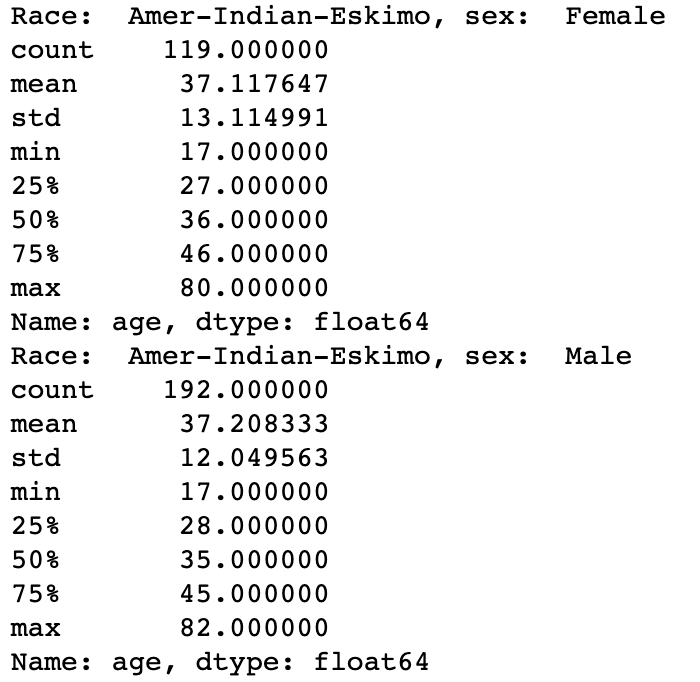 Race:  Amer-Indian-Eskimo, sex:  Female
count    119.000000
mean      37.117647
std       13.114991
min       17.000000
25%       27.000000
50%       36.000000
75%       46.000000
max       80.000000
Name: age, dtype: float64
Race:  Amer-Indian-Eskimo, sex:  Male
count    192.000000
mean      37.208333
std       12.049563
min       17.000000
25%       28.000000
50%       35.000000
75%       45.000000
max       82.000000
Name: age, dtype: float64